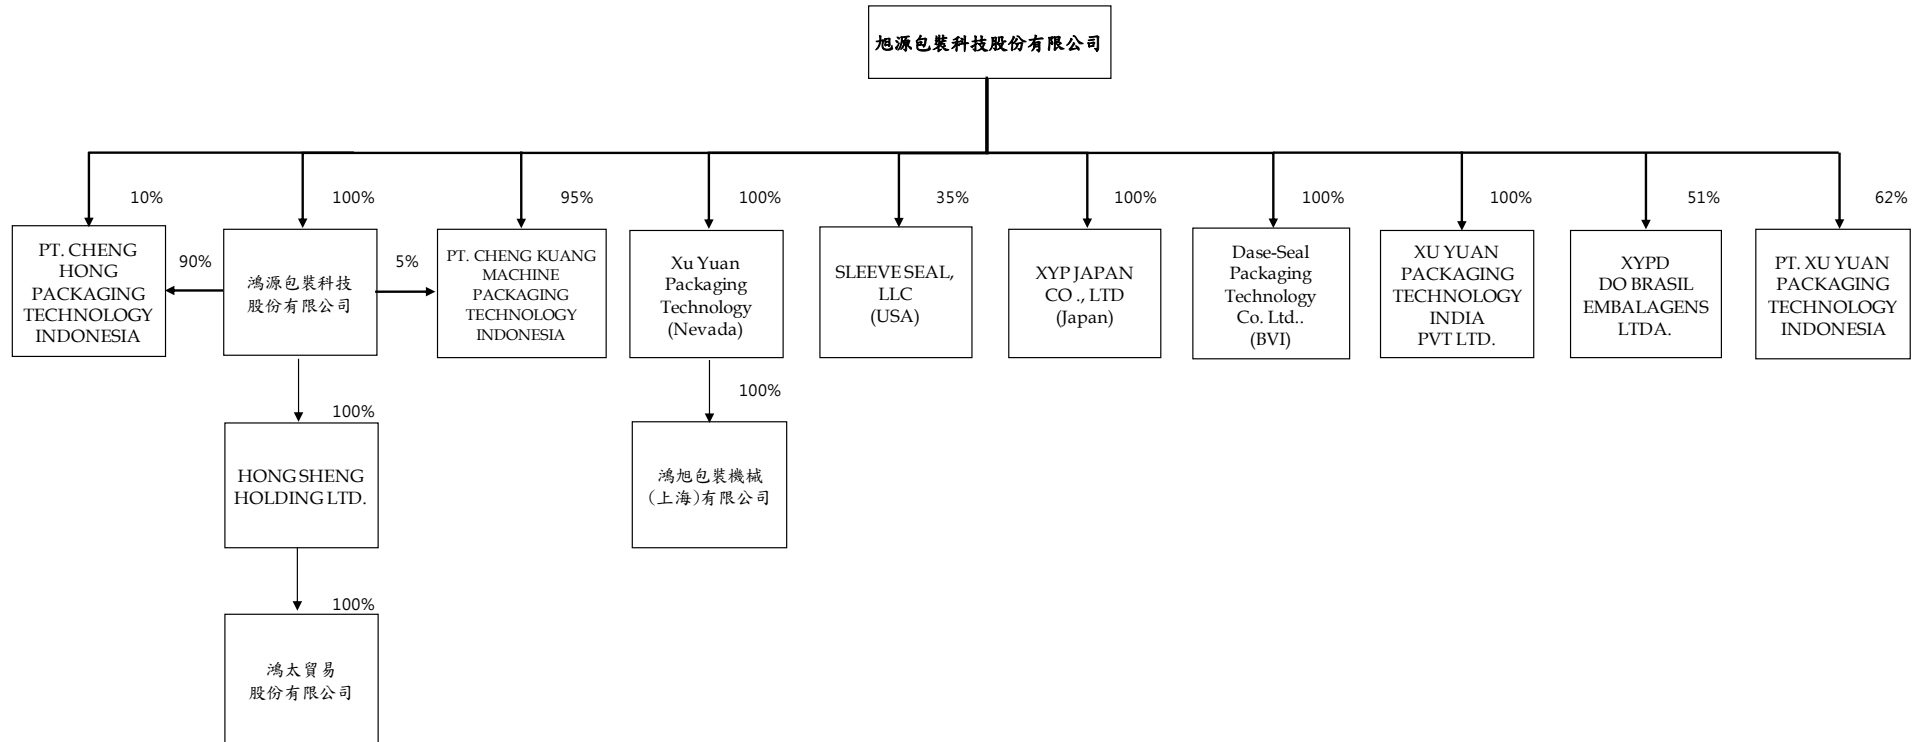 旭源包裝科技股份有限公司
10%
100%
95%
100%
35%
100%
100%
100%
51%
62%
PT. CHENG
HONG
PACKAGING
TECHNOLOGY
INDONESIA
90%
鴻源包裝科技
股份有限公司
5%
PT. CHENG KUANG
MACHINE
PACKAGING
TECHNOLOGY
INDONESIA
Xu Yuan
Packaging
Technology
(Nevada)
SLEEVE SEAL,
LLC
(USA)
XYP JAPAN
CO ., LTD
(Japan)
Dase-Seal
Packaging
Technology
Co. Ltd..
(BVI)
XU YUAN
PACKAGING
TECHNOLOGY
INDIA
PVT LTD.
XYPD
DO BRASIL
EMBALAGENS
LTDA.
PT. XU YUAN
PACKAGING
TECHNOLOGY
INDONESIA
100%
100%
HONG SHENG
HOLDING LTD.
鴻旭包裝機械
(上海)有限公司
100%
鴻太貿易
股份有限公司